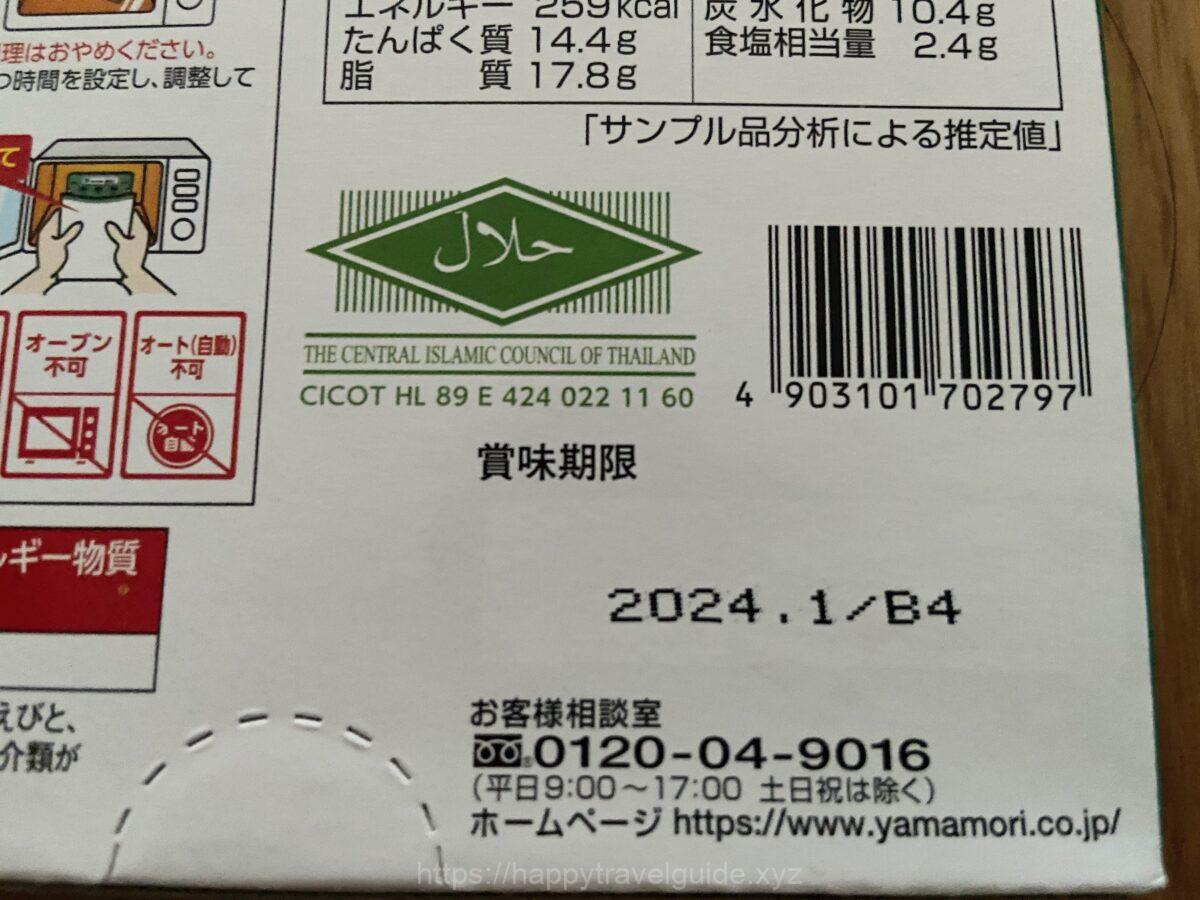 理はおやめください。
つ時間を設定し、調整して
て
オーブン
不可
オート(自動)
不可
オート
自動
ルギー物質
えびと、
介類が
エネルギー 259kcal
たんぱく質 14.4g
脂　　　質 17.8g
炭水化物 10.4g
食塩相当量 2.4g
「サンプル品分析による推定値」
حلال
THE CENTRAL ISLAMIC COUNCIL OF THAILAND
CICOT HL 89 E 424 022 11 60
4 903101 702797
賞味期限
2024.1/B4
お客様相談室
0120-04-9016
(平日9:00～17:00 土日祝は除く)
ホームページ https://www.yamamori.co.jp/
https://happytravelguide.xyz